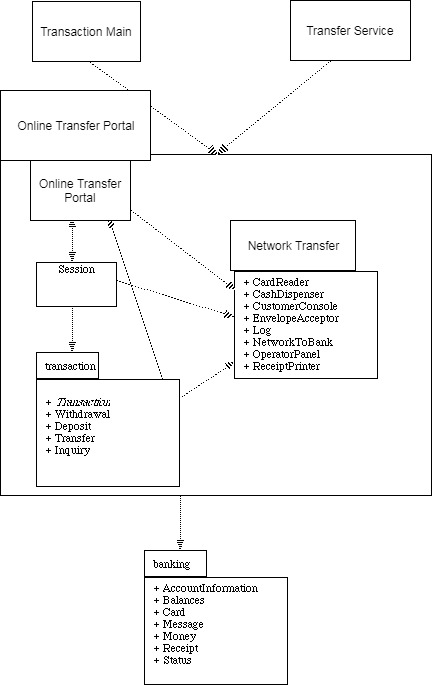 Transaction Main
Transfer Service
Online Transfer Portal
Online Transfer
Portal
Network Transfer
Session
+ CardReader
+ CashDispenser
+ CustomerConsole
+ EnvelopeAcceptor
+ Log
+ NetworkToBank
+ OperatorPanel
+ ReceiptPrinter
transaction
+ Transaction
+ Withdrawal
+ Deposit
+ Transfer
+ Inquiry
banking
+ AccountInformation
+ Balances
+ Card
+ Message
+ Money
+ Receipt
+ Status